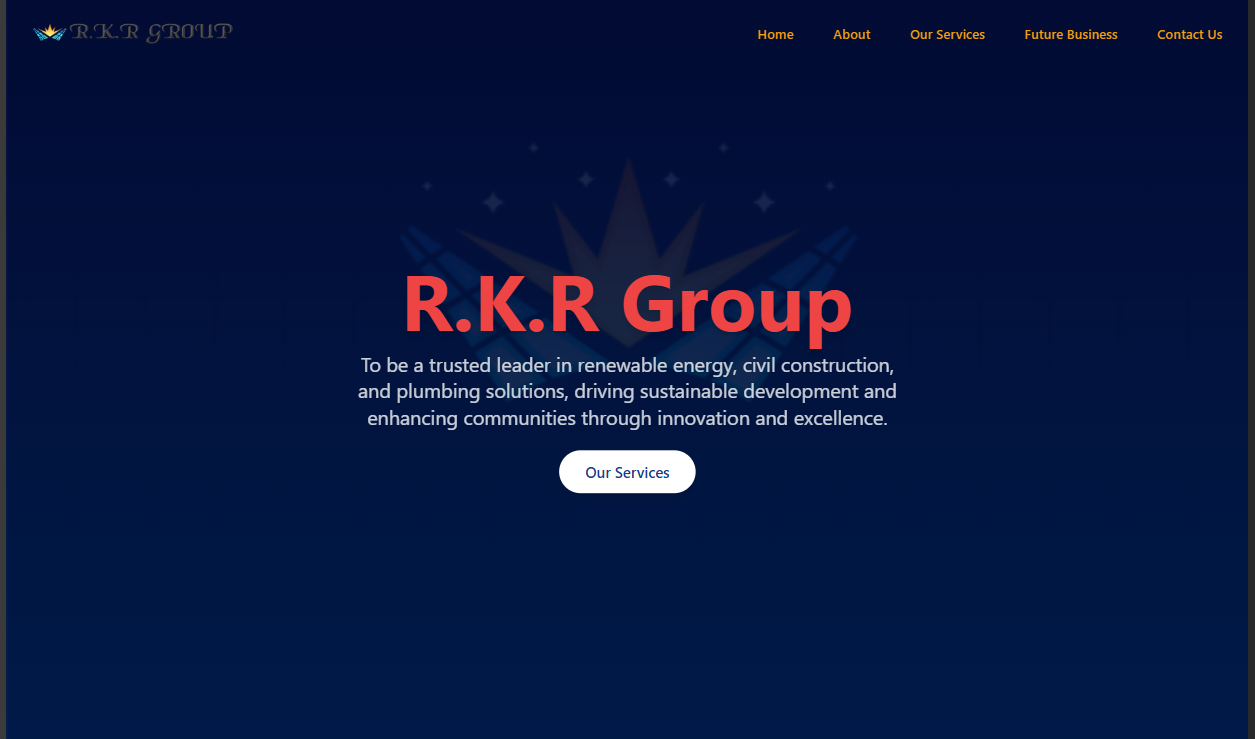 R.K.R GROUP
Home About Our Services Future Business Contact Us
R.K.R Group
To be a trusted leader in renewable energy, civil construction,
and plumbing solutions, driving sustainable development and
enhancing communities through innovation and excellence.
Our Services